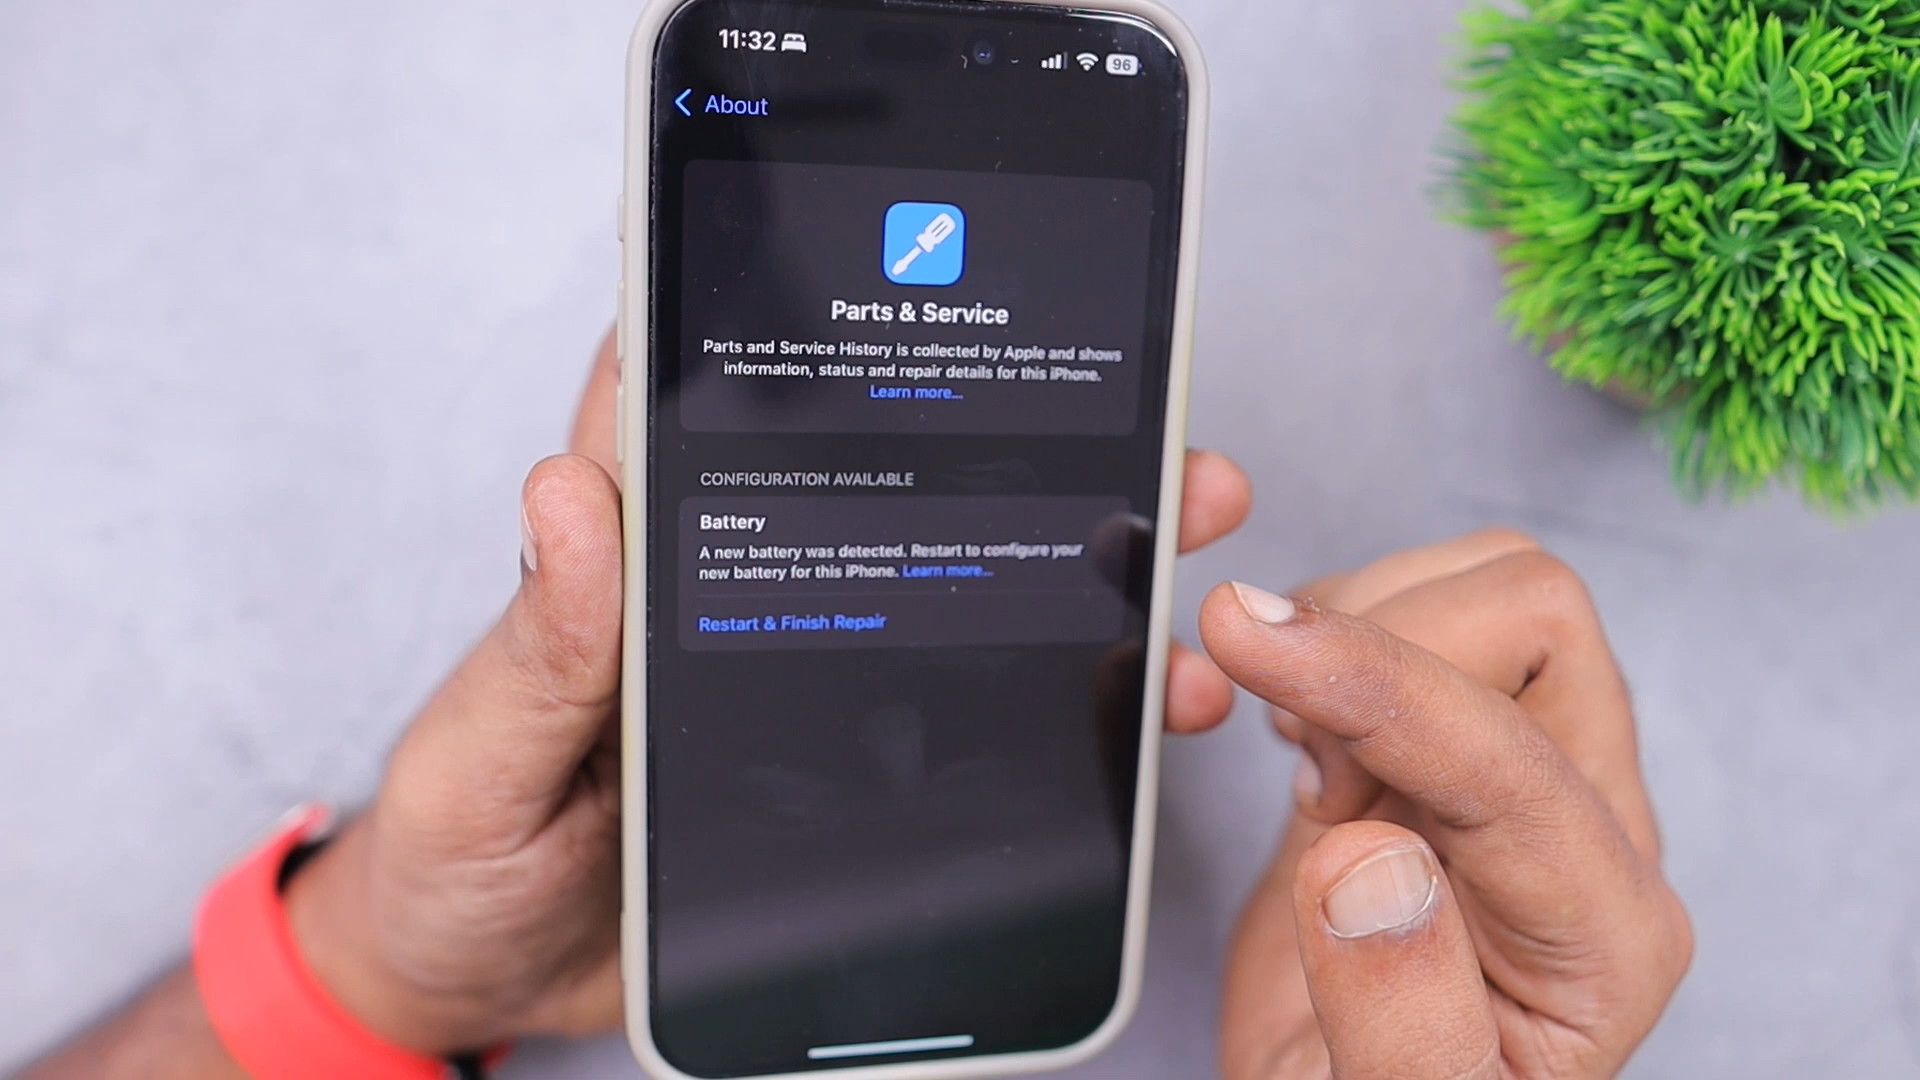 11:32
96
About
Parts & Service
Parts and Service History is collected by Apple and shows
information, status and repair details for this iPhone.
Learn more...
CONFIGURATION AVAILABLE
Battery
A new battery was detected. Restart to configure your
new battery for this iPhone. Learn more...
Restart & Finish Repair